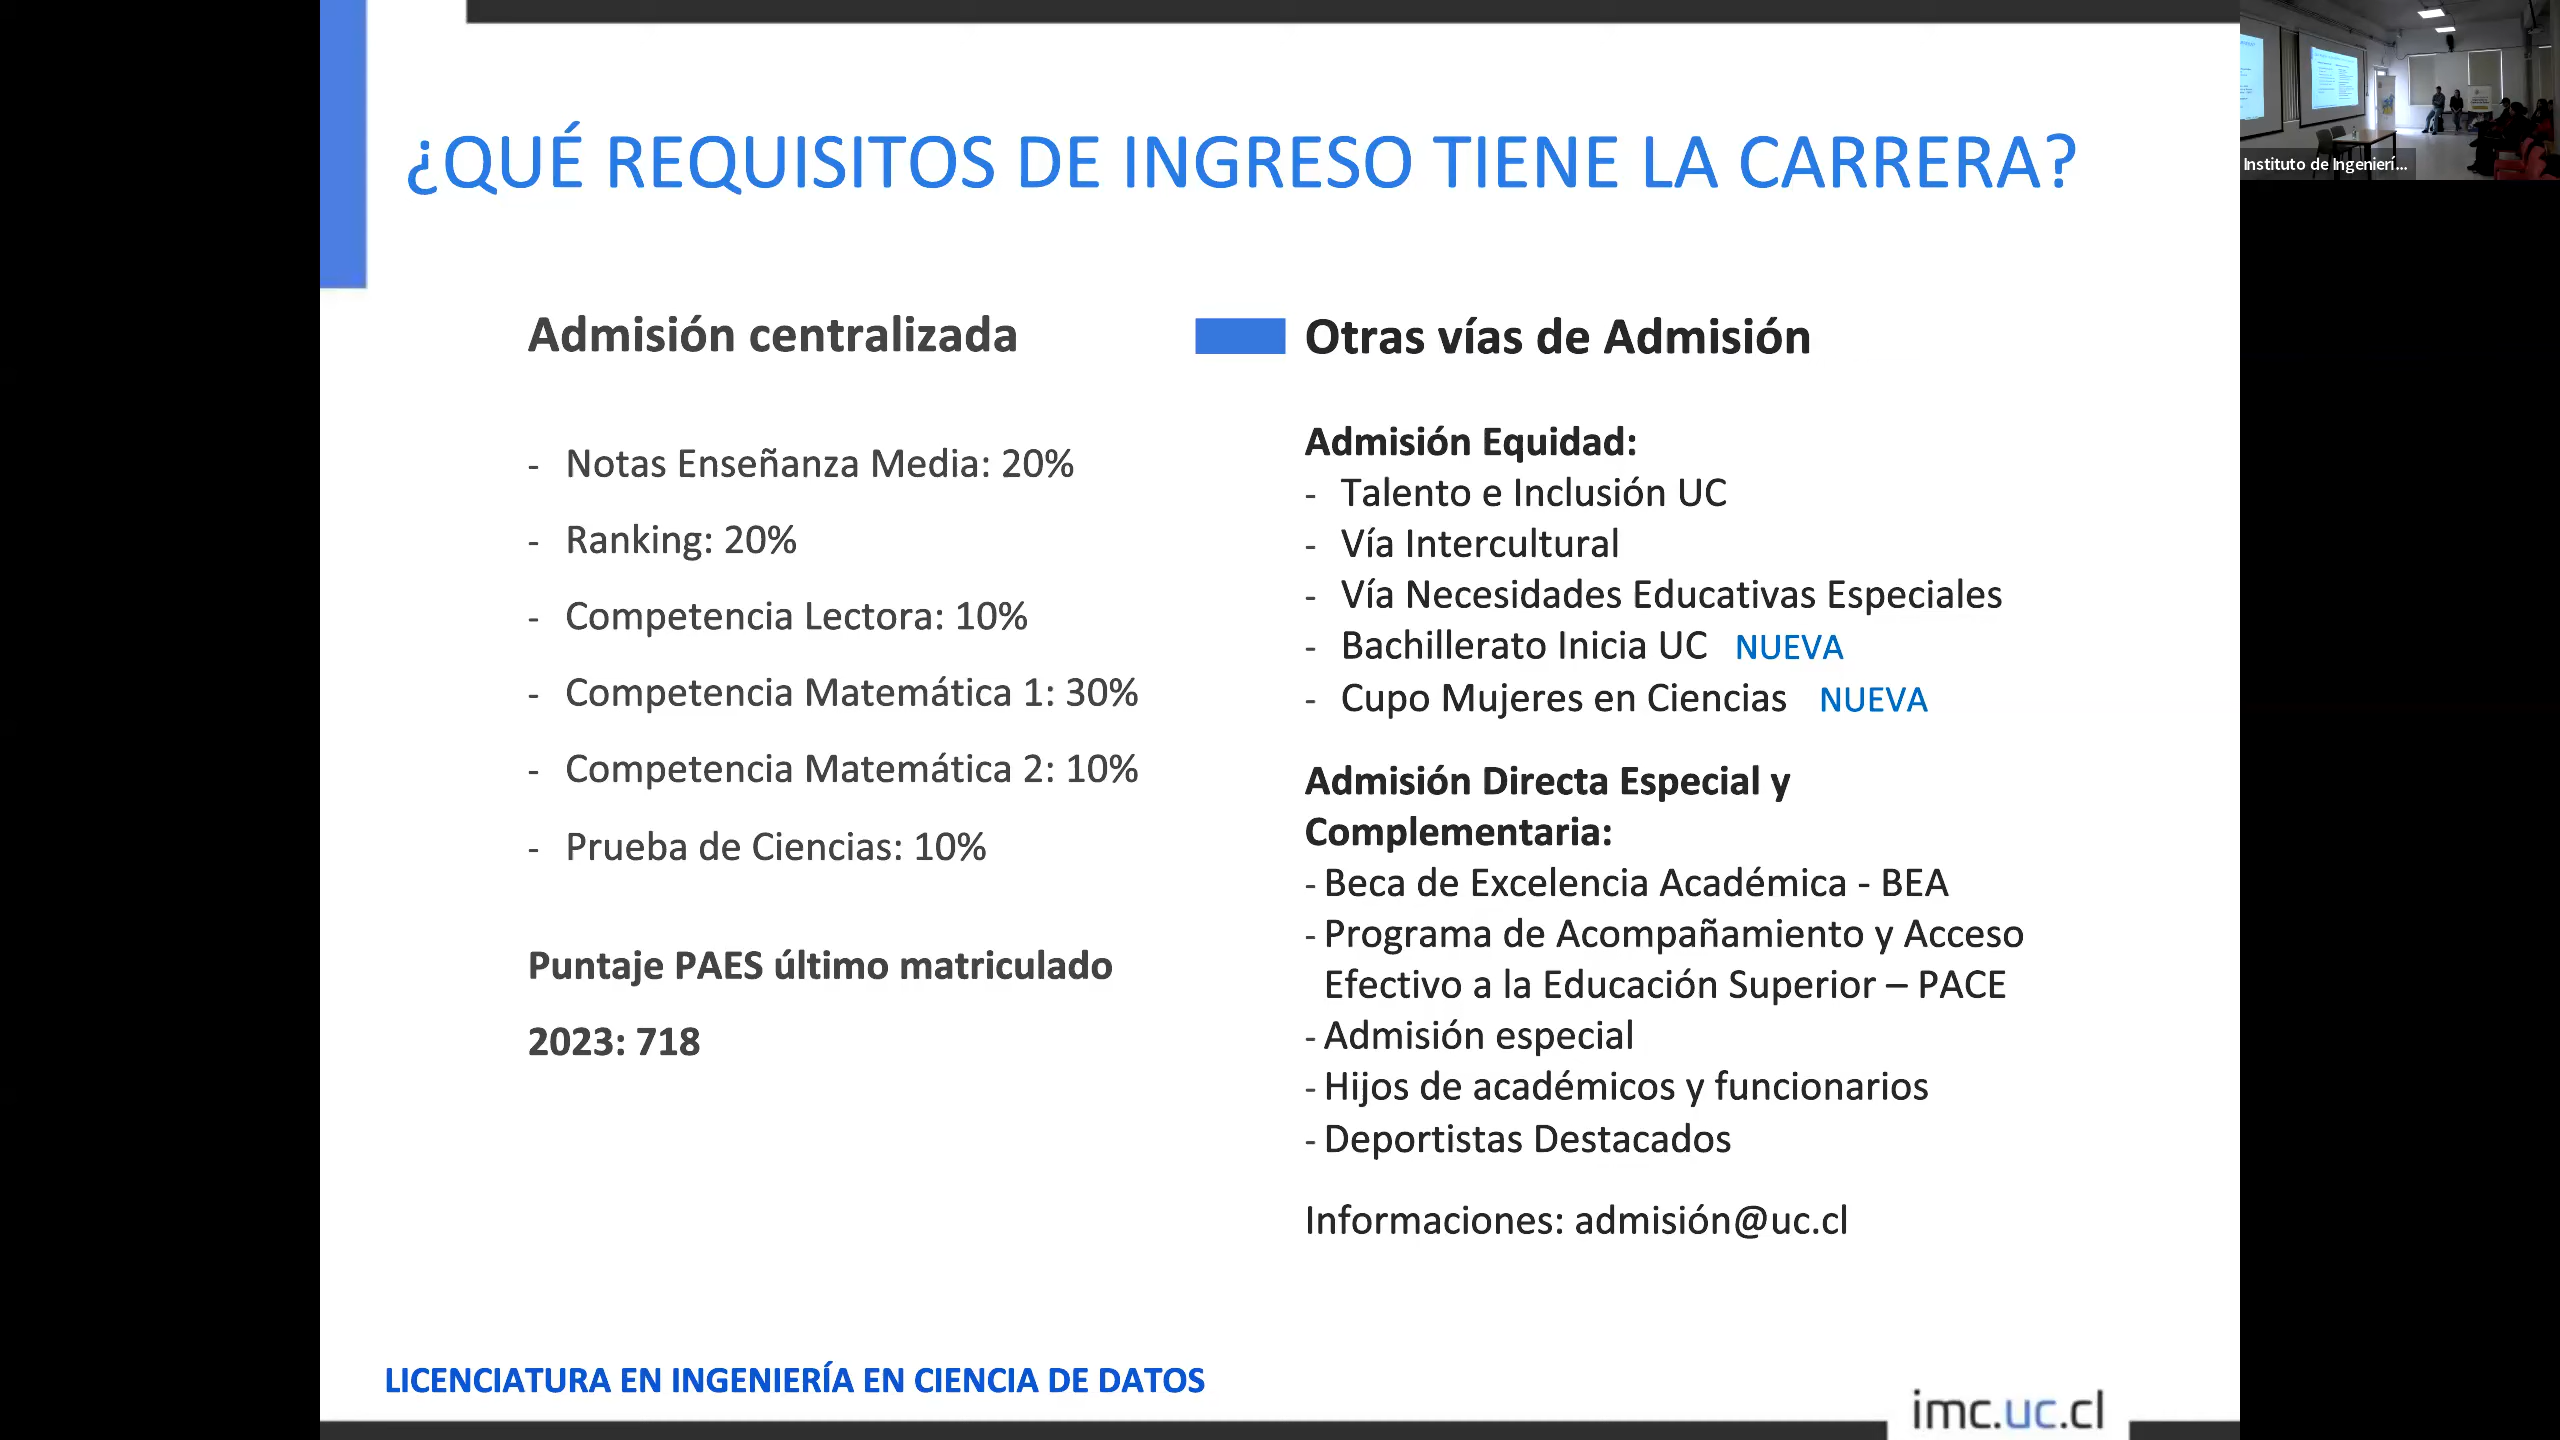 ¿QUÉ REQUISITOS DE INGRESO TIENE LA CARRERA?
Admisión centralizada
- Notas Enseñanza Media: 20%
- Ranking: 20%
- Competencia Lectora: 10%
- Competencia Matemática 1: 30%
- Competencia Matemática 2: 10%
- Prueba de Ciencias: 10%
Puntaje PAES último matriculado
2023: 718
Otras vías de Admisión
Admisión Equidad:
- Talento e Inclusión UC
- Vía Intercultural
- Vía Necesidades Educativas Especiales
- Bachillerato Inicia UC NUEVA
- Cupo Mujeres en Ciencias NUEVA
Admisión Directa Especial y
Complementaria:
- Beca de Excelencia Académica - BEA
- Programa de Acompañamiento y Acceso
Efectivo a la Educación Superior – PACE
- Admisión especial
- Hijos de académicos y funcionarios
- Deportistas Destacados
Informaciones: admisión@uc.cl
LICENCIATURA EN INGENIERÍA EN CIENCIA DE DATOS
imc.uc.cl
Instituto de Ingenierí...